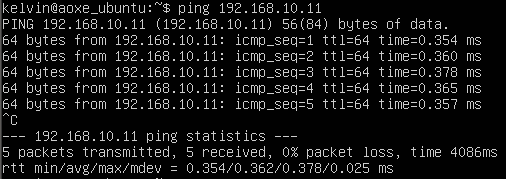 kelvin@aoxe_ubuntu:~$ ping 192.168.10.11
PING 192.168.10.11 (192.168.10.11) 56(84) bytes of data.
64 bytes from 192.168.10.11: icmp_seq=1 ttl=64 time=0.354 ms
64 bytes from 192.168.10.11: icmp_seq=2 ttl=64 time=0.360 ms
64 bytes from 192.168.10.11: icmp_seq=3 ttl=64 time=0.378 ms
64 bytes from 192.168.10.11: icmp_seq=4 ttl=64 time=0.365 ms
64 bytes from 192.168.10.11: icmp_seq=5 ttl=64 time=0.357 ms
^C
--- 192.168.10.11 ping statistics ---
5 packets transmitted, 5 received, 0% packet loss, time 4086ms
rtt min/avg/max/mdev = 0.354/0.362/0.378/0.025 ms